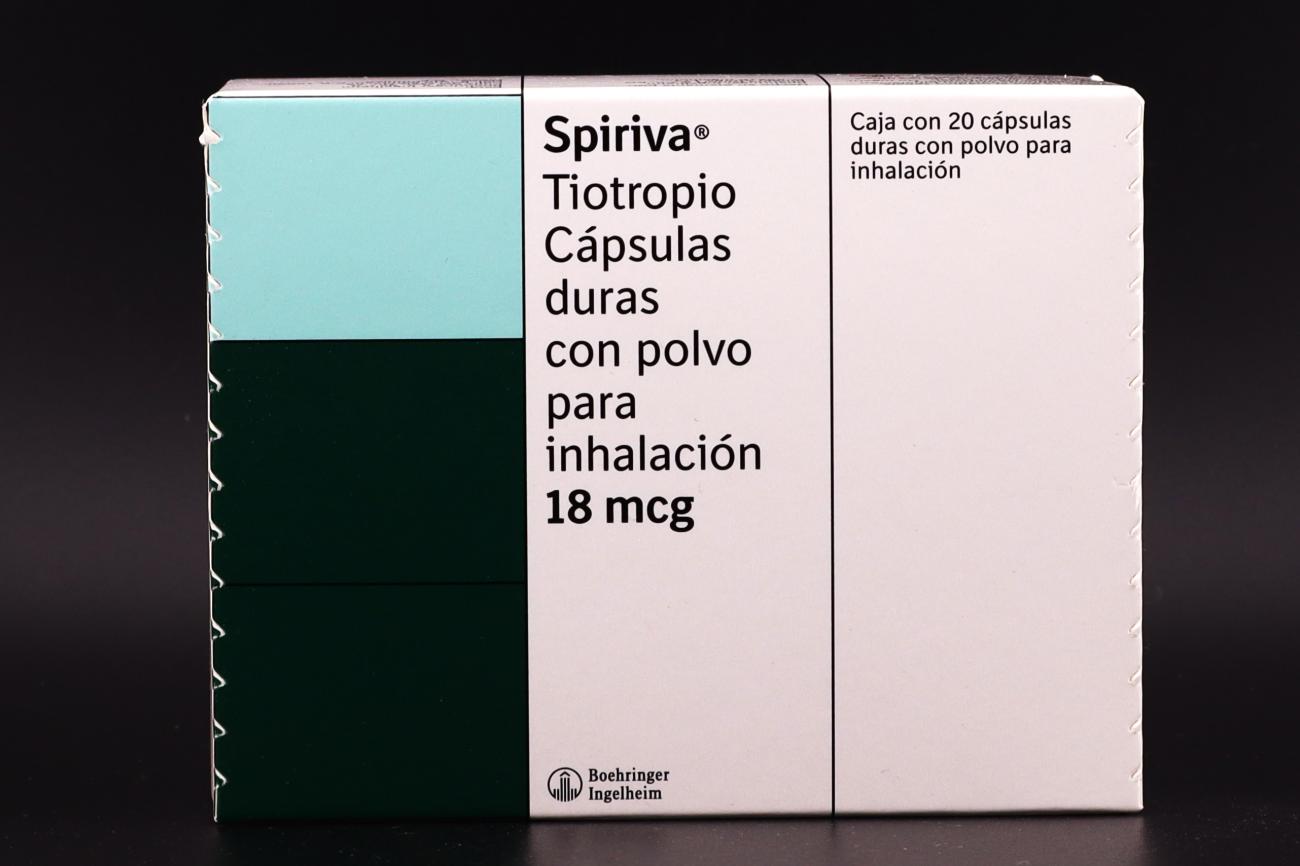 Spiriva®
Tiotropio
Cápsulas
duras
con polvo
para
inhalación
18 mcg
Boehringer
Ingelheim
Caja con 20 cápsulas
duras con polvo para
inhalación